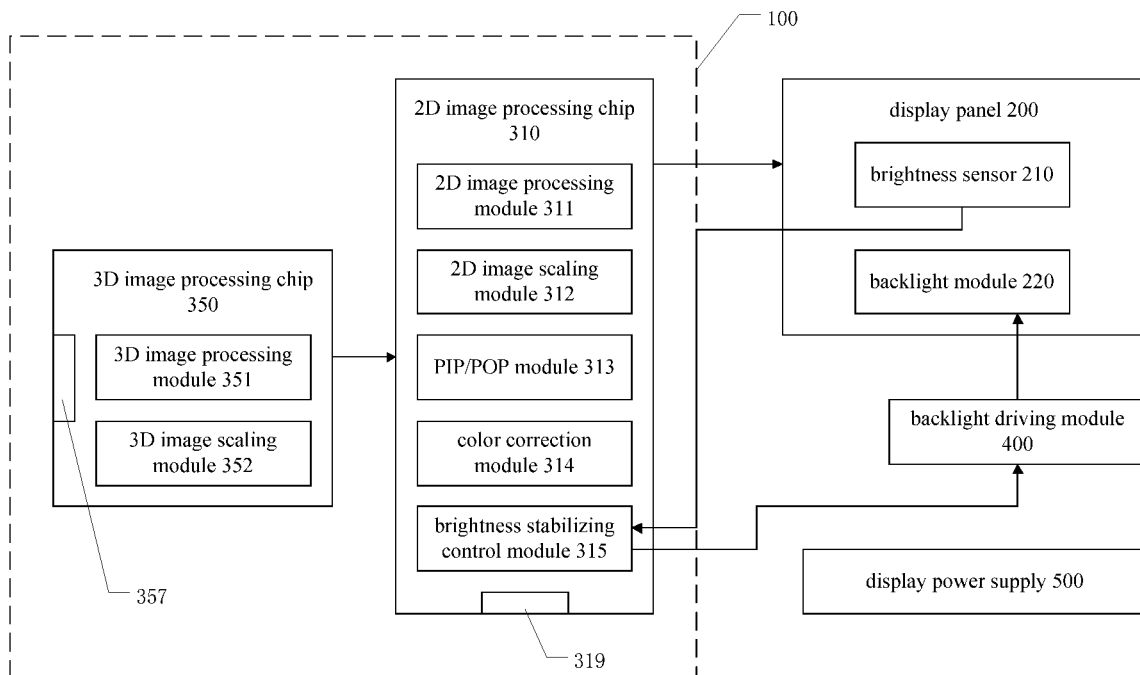 100
2D image processing chip
310
2D image processing
module 311
2D image scaling
module 312
PIP/POP module 313
color correction
module 314
brightness stabilizing
control module 315
319
3D image processing chip
350
3D image processing
module 351
3D image scaling
module 352
357
display panel 200
brightness sensor 210
backlight module 220
backlight driving module
400
display power supply 500